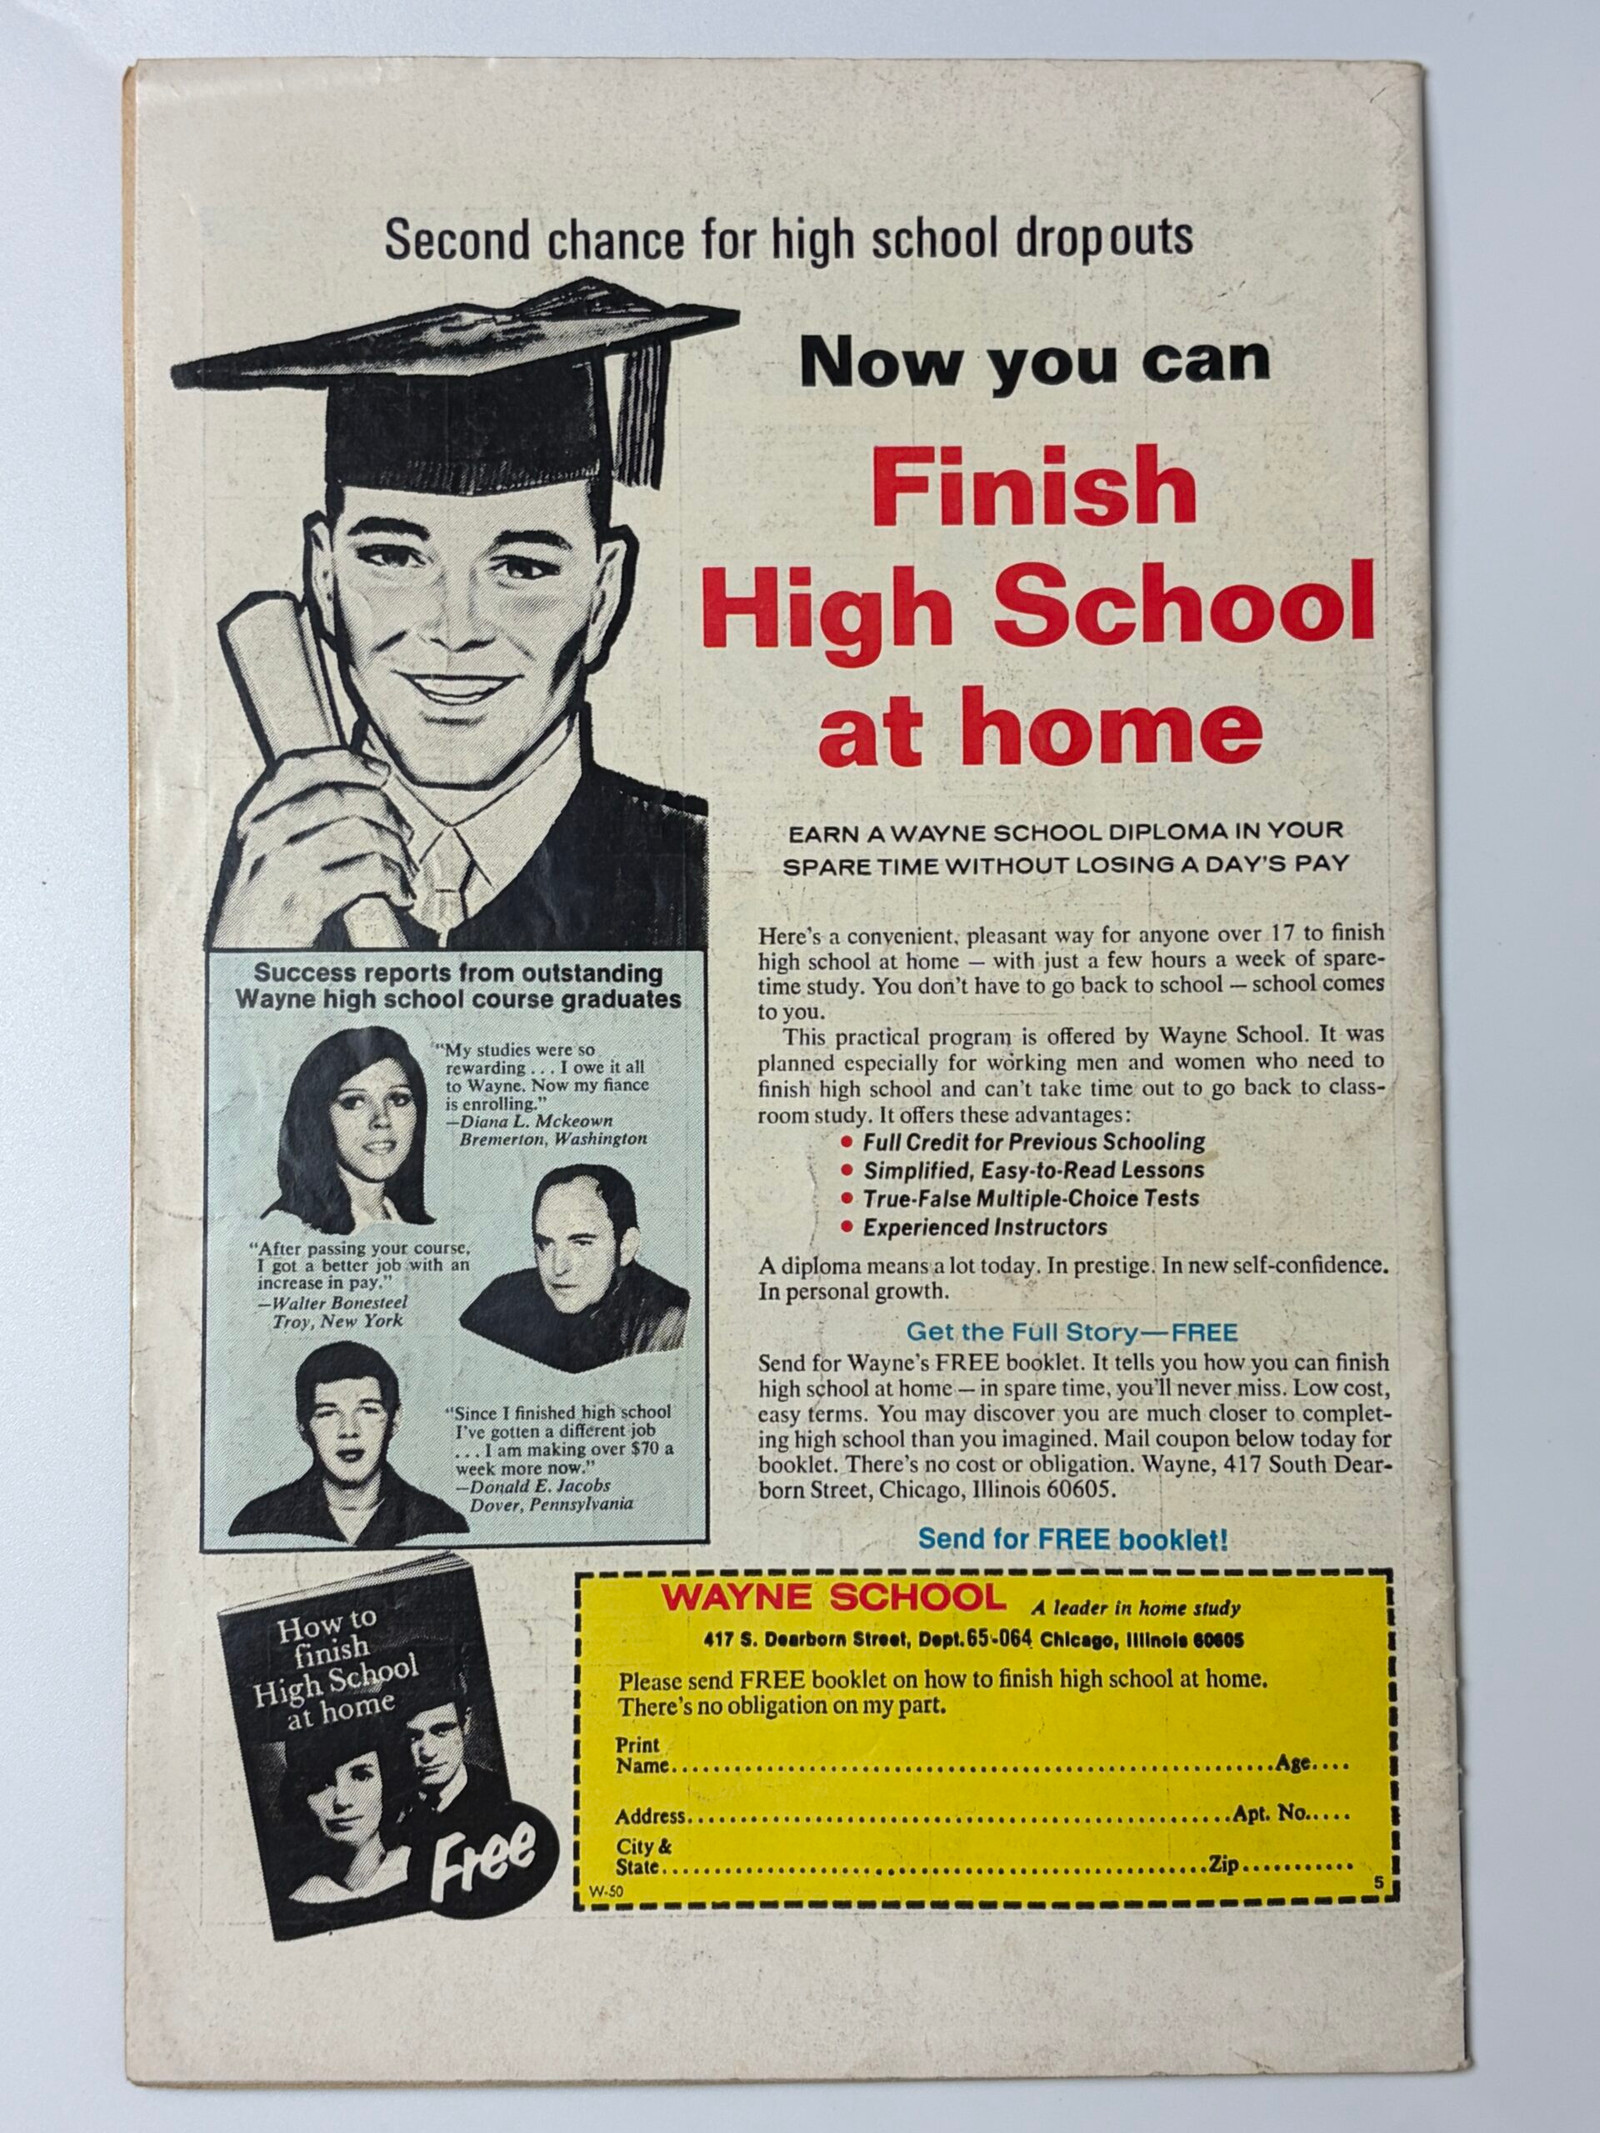 Second chance for high school dropouts
Now you can
Finish
High School
at home
EARN A WAYNE SCHOOL DIPLOMA IN YOUR
SPARE TIME WITHOUT LOSING A DAY'S PAY
Here's a convenient, pleasant way for anyone over 17 to finish
high school at home — with just a few hours a week of spare-
time study. You don't have to go back to school — school comes
to you.
This practical program is offered by Wayne School. It was
planned especially for working men and women who need to
finish high school and can't take time out to go back to class-
room study. It offers these advantages:
• Full Credit for Previous Schooling
• Simplified, Easy-to-Read Lessons
• True-False Multiple-Choice Tests
• Experienced Instructors
A diploma means a lot today. In prestige. In new self-confidence.
In personal growth.
Get the Full Story—FREE
Send for Wayne's FREE booklet. It tells you how you can finish
high school at home — in spare time, you'll never miss. Low cost,
easy terms. You may discover you are much closer to complet-
ing high school than you imagined. Mail coupon below today for
booklet. There's no cost or obligation. Wayne, 417 South Dear-
born Street, Chicago, Illinois 60605.
Send for FREE booklet!
Success reports from outstanding
Wayne high school course graduates
"My studies were so
rewarding . . . I owe it all
to Wayne. Now my fiance
is enrolling."
—Diana L. Mckeown
Bremerton, Washington
"After passing your course,
I got a better job with an
increase in pay."
—Walter Bonesteel
Troy, New York
"Since I finished high school
I've gotten a different job
. . . I am making over $70 a
week more now."
—Donald E. Jacobs
Dover, Pennsylvania
How to
finish
High School
at home
Free
WAYNE SCHOOL A leader in home study
417 S. Dearborn Street, Dept. 65-064 Chicago, Illinois 60605
Please send FREE booklet on how to finish high school at home.
There's no obligation on my part.
Print
Name.....Age....
Address.....Apt. No.....
City &
State.....Zip...........
W-50 5